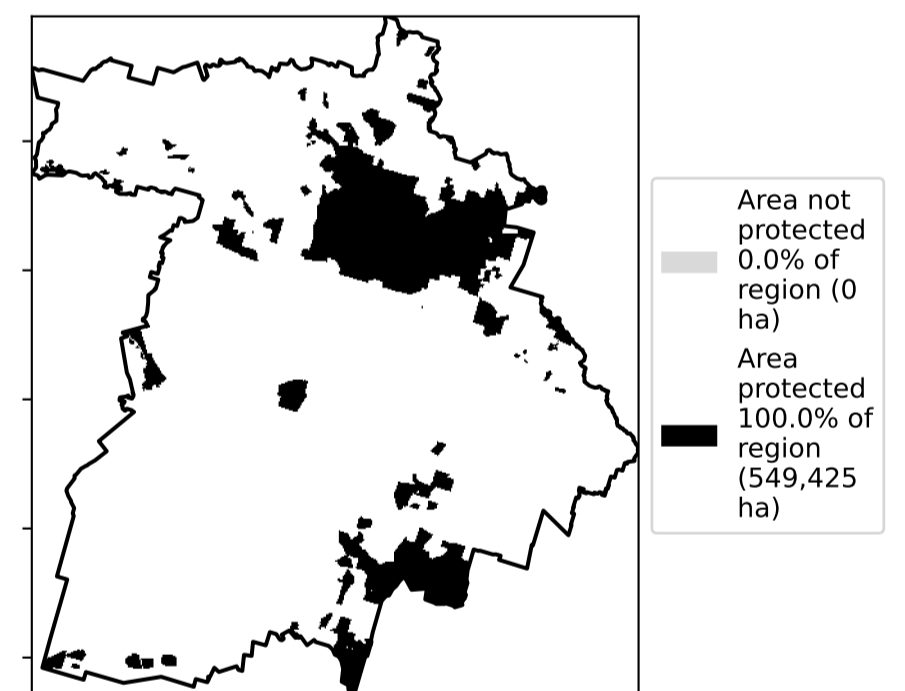 Area not
protected
0.0% of
region (0
ha)
Area
protected
100.0% of
region
(549,425
ha)